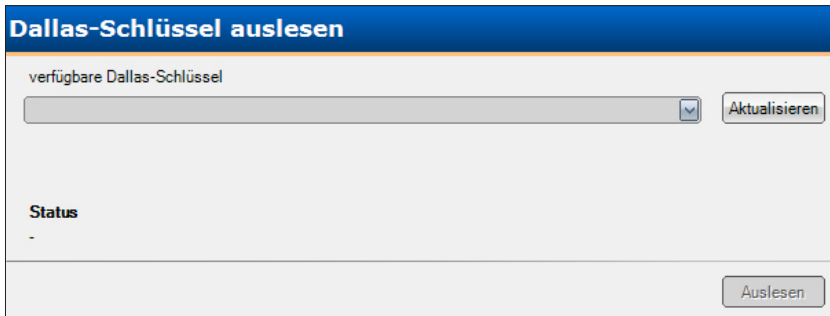 Dallas-Schlüssel auslesen
verfügbare Dallas-Schlüssel
Aktualisieren
Status
-
Auslesen